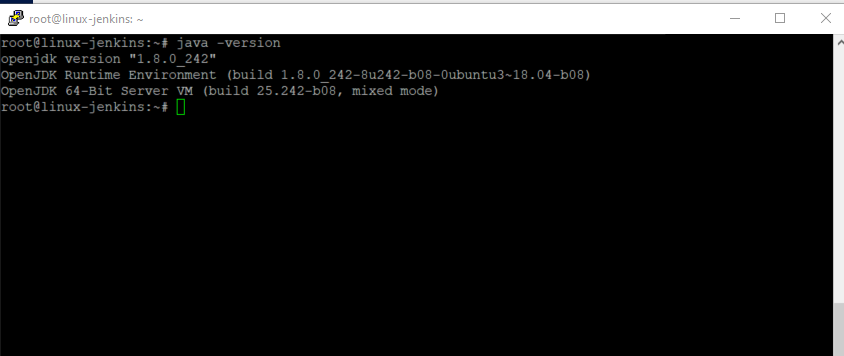 root@linux-jenkins: ~
root@linux-jenkins:~# java -version
openjdk version "1.8.0_242"
OpenJDK Runtime Environment (build 1.8.0_242-8u242-b08-0ubuntu3~18.04-b08)
OpenJDK 64-Bit Server VM (build 25.242-b08, mixed mode)
root@linux-jenkins:~#